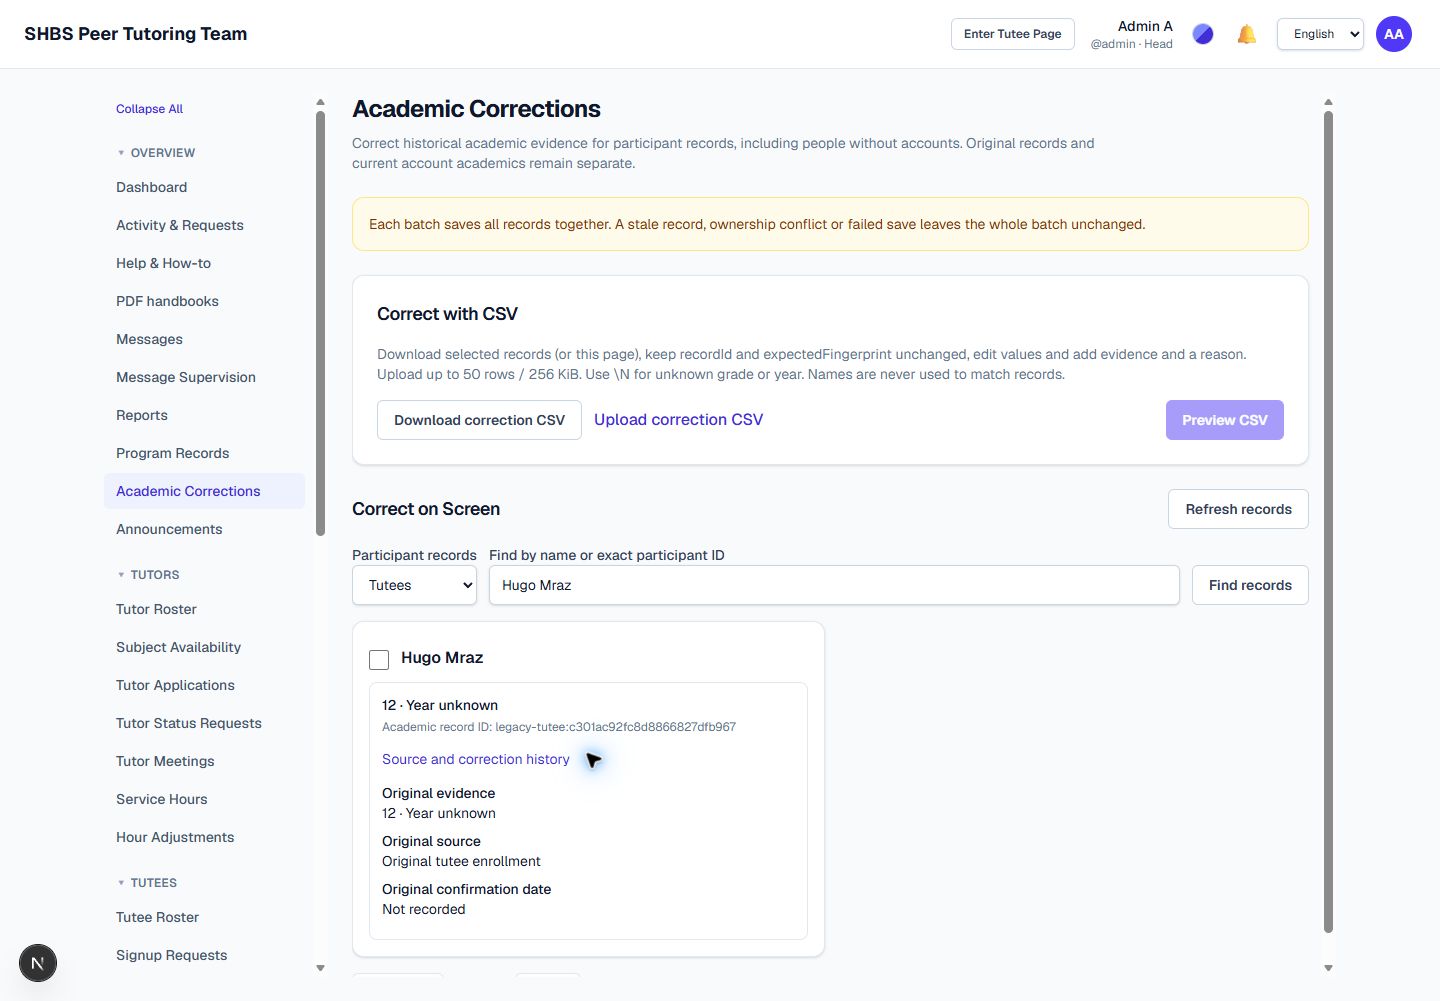 SHBS Peer Tutoring Team
Enter Tutee Page
Admin A
@admin · Head
English
AA
Collapse All
OVERVIEW
Dashboard
Activity & Requests
Help & How-to
PDF handbooks
Messages
Message Supervision
Reports
Program Records
Academic Corrections
Announcements
TUTORS
Tutor Roster
Subject Availability
Tutor Applications
Tutor Status Requests
Tutor Meetings
Service Hours
Hour Adjustments
TUTEES
Tutee Roster
Signup Requests
N
Academic Corrections
Correct historical academic evidence for participant records, including people without accounts. Original records and
current account academics remain separate.
Each batch saves all records together. A stale record, ownership conflict or failed save leaves the whole batch unchanged.
Correct with CSV
Download selected records (or this page), keep recordId and expectedFingerprint unchanged, edit values and add evidence and a reason.
Upload up to 50 rows / 256 KiB. Use \N for unknown grade or year. Names are never used to match records.
Download correction CSV
Upload correction CSV
Preview CSV
Correct on Screen
Refresh records
Participant records
Find by name or exact participant ID
Tutees
Hugo Mraz
Find records
Hugo Mraz
12 · Year unknown
Academic record ID: legacy-tutee:c301ac92fc8d8866827dfb967
Source and correction history
Original evidence
12 · Year unknown
Original source
Original tutee enrollment
Original confirmation date
Not recorded